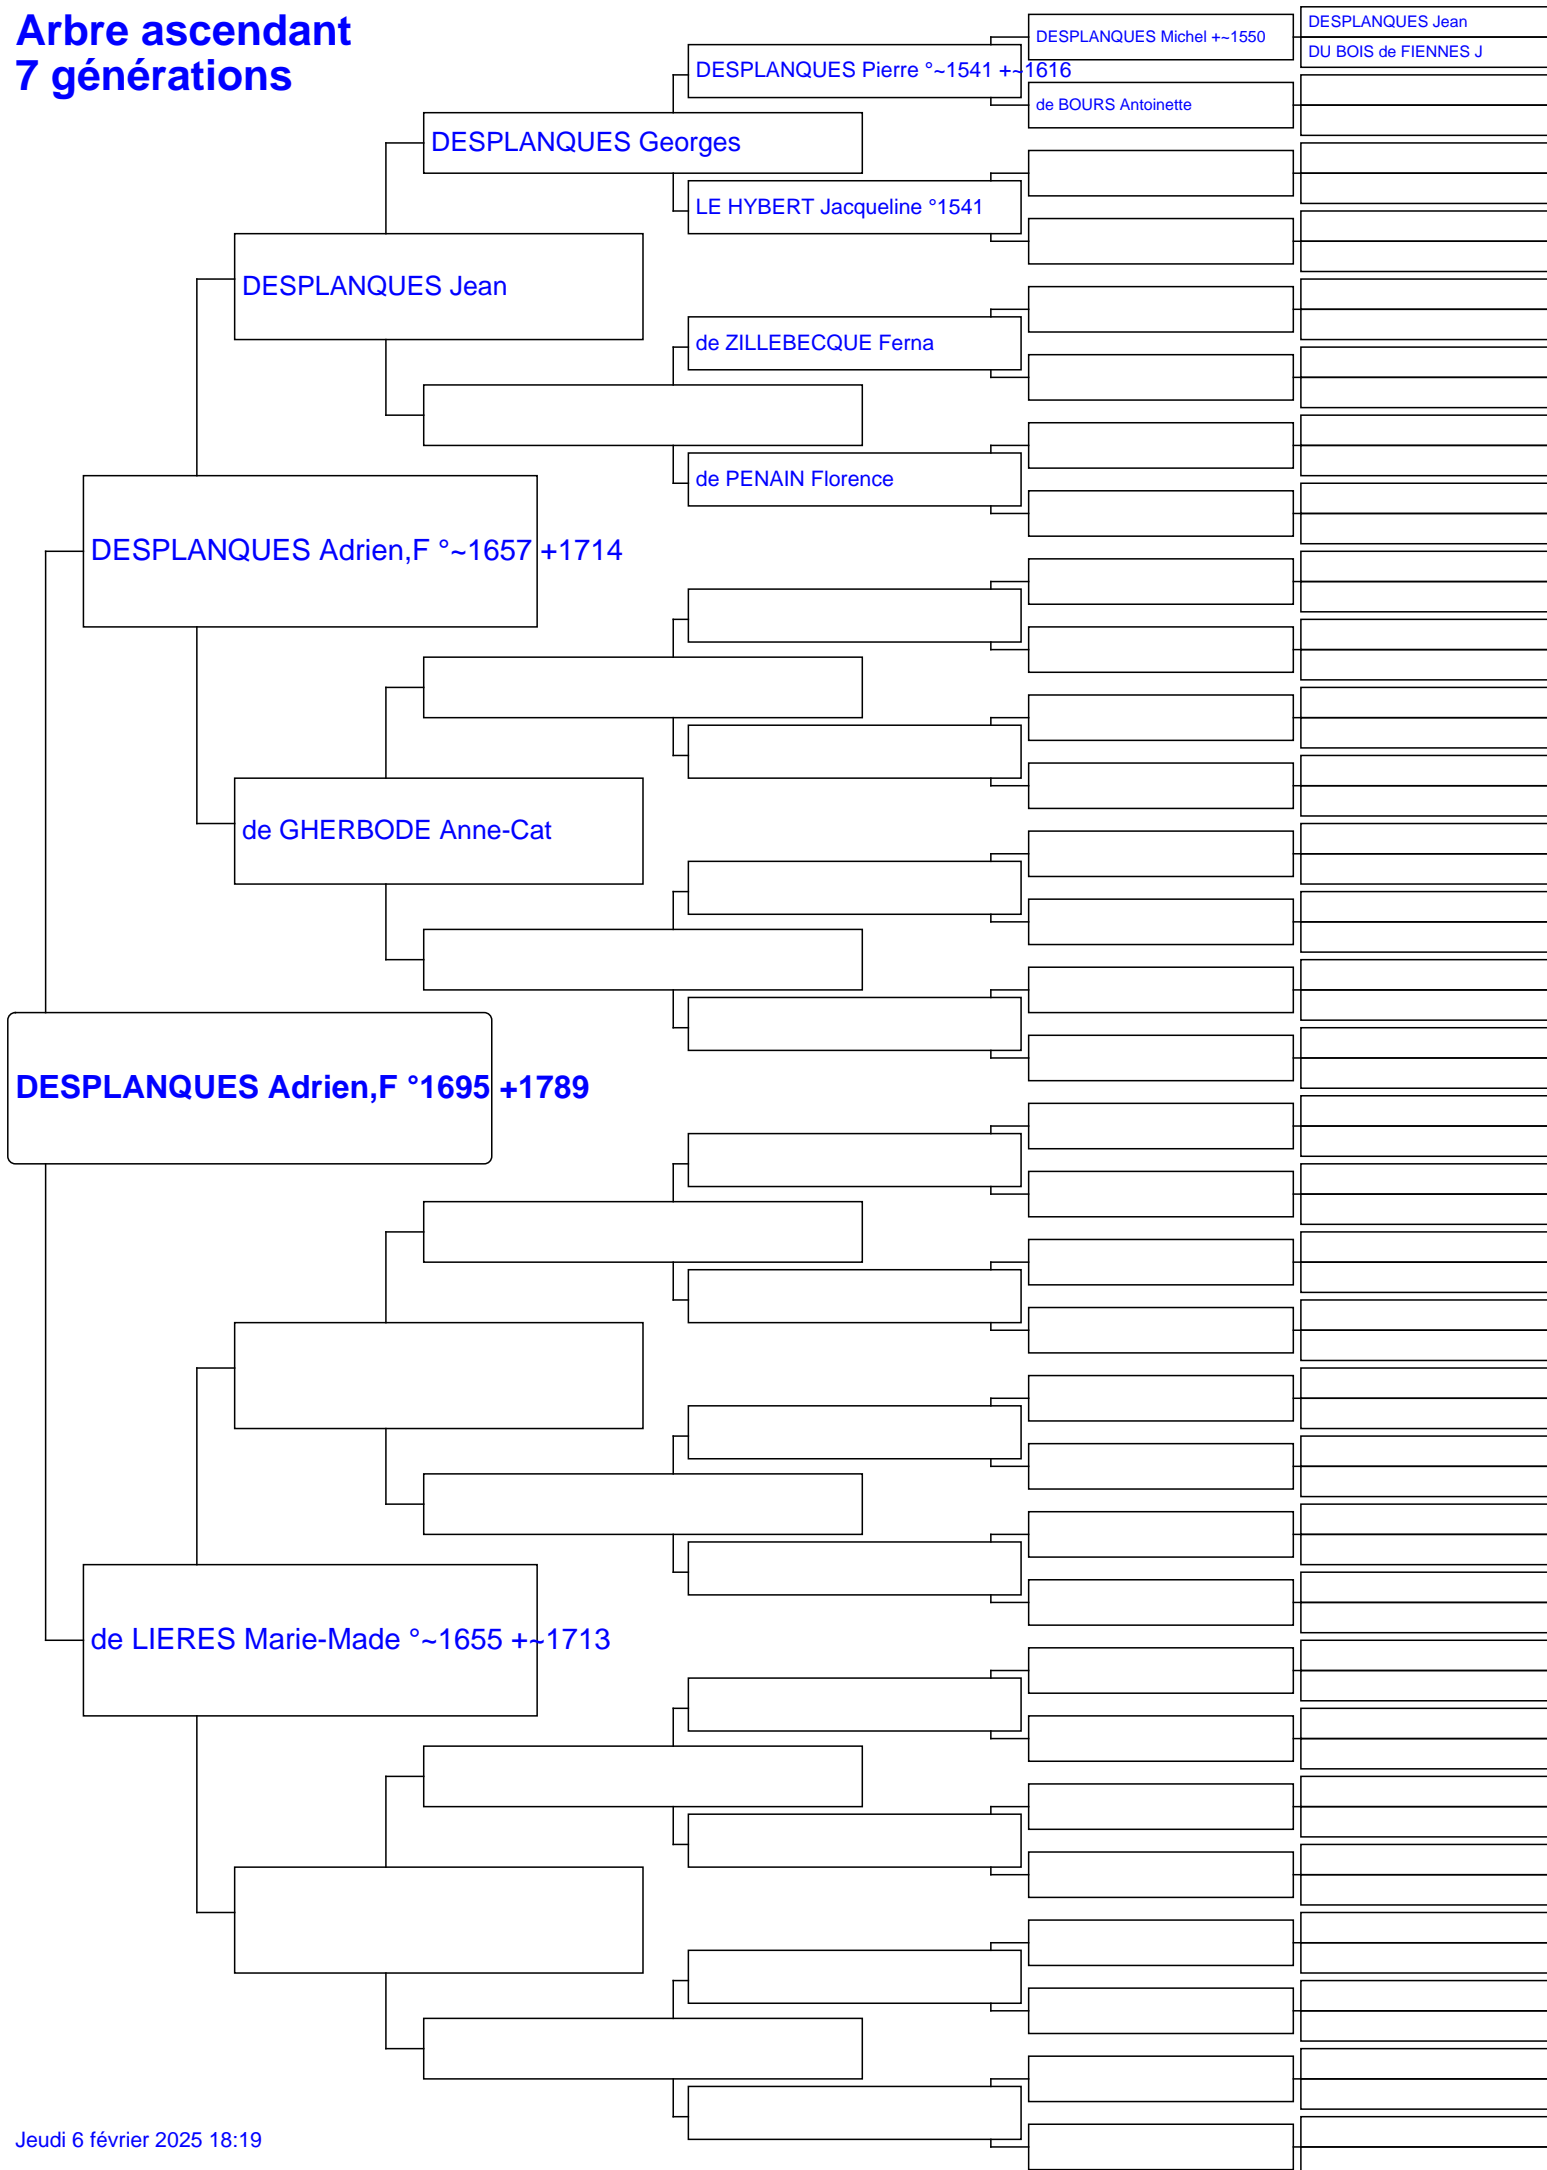 Arbre ascendant
7 générations
DESPLANQUES Jean
DESPLANQUES Michel +~1550
DU BOIS de FIENNES J
DESPLANQUES Pierre °~1541 +~1616
de BOURS Antoinette
DESPLANQUES Georges
LE HYBERT Jacqueline °1541
DESPLANQUES Jean
de ZILLEBECQUE Ferna
de PENAIN Florence
DESPLANQUES Adrien,F °~1657 +1714
de GHERBODE Anne-Cat
DESPLANQUES Adrien,F °1695 +1789
de LIERES Marie-Made °~1655 +~1713
Jeudi 6 février 2025 18:19